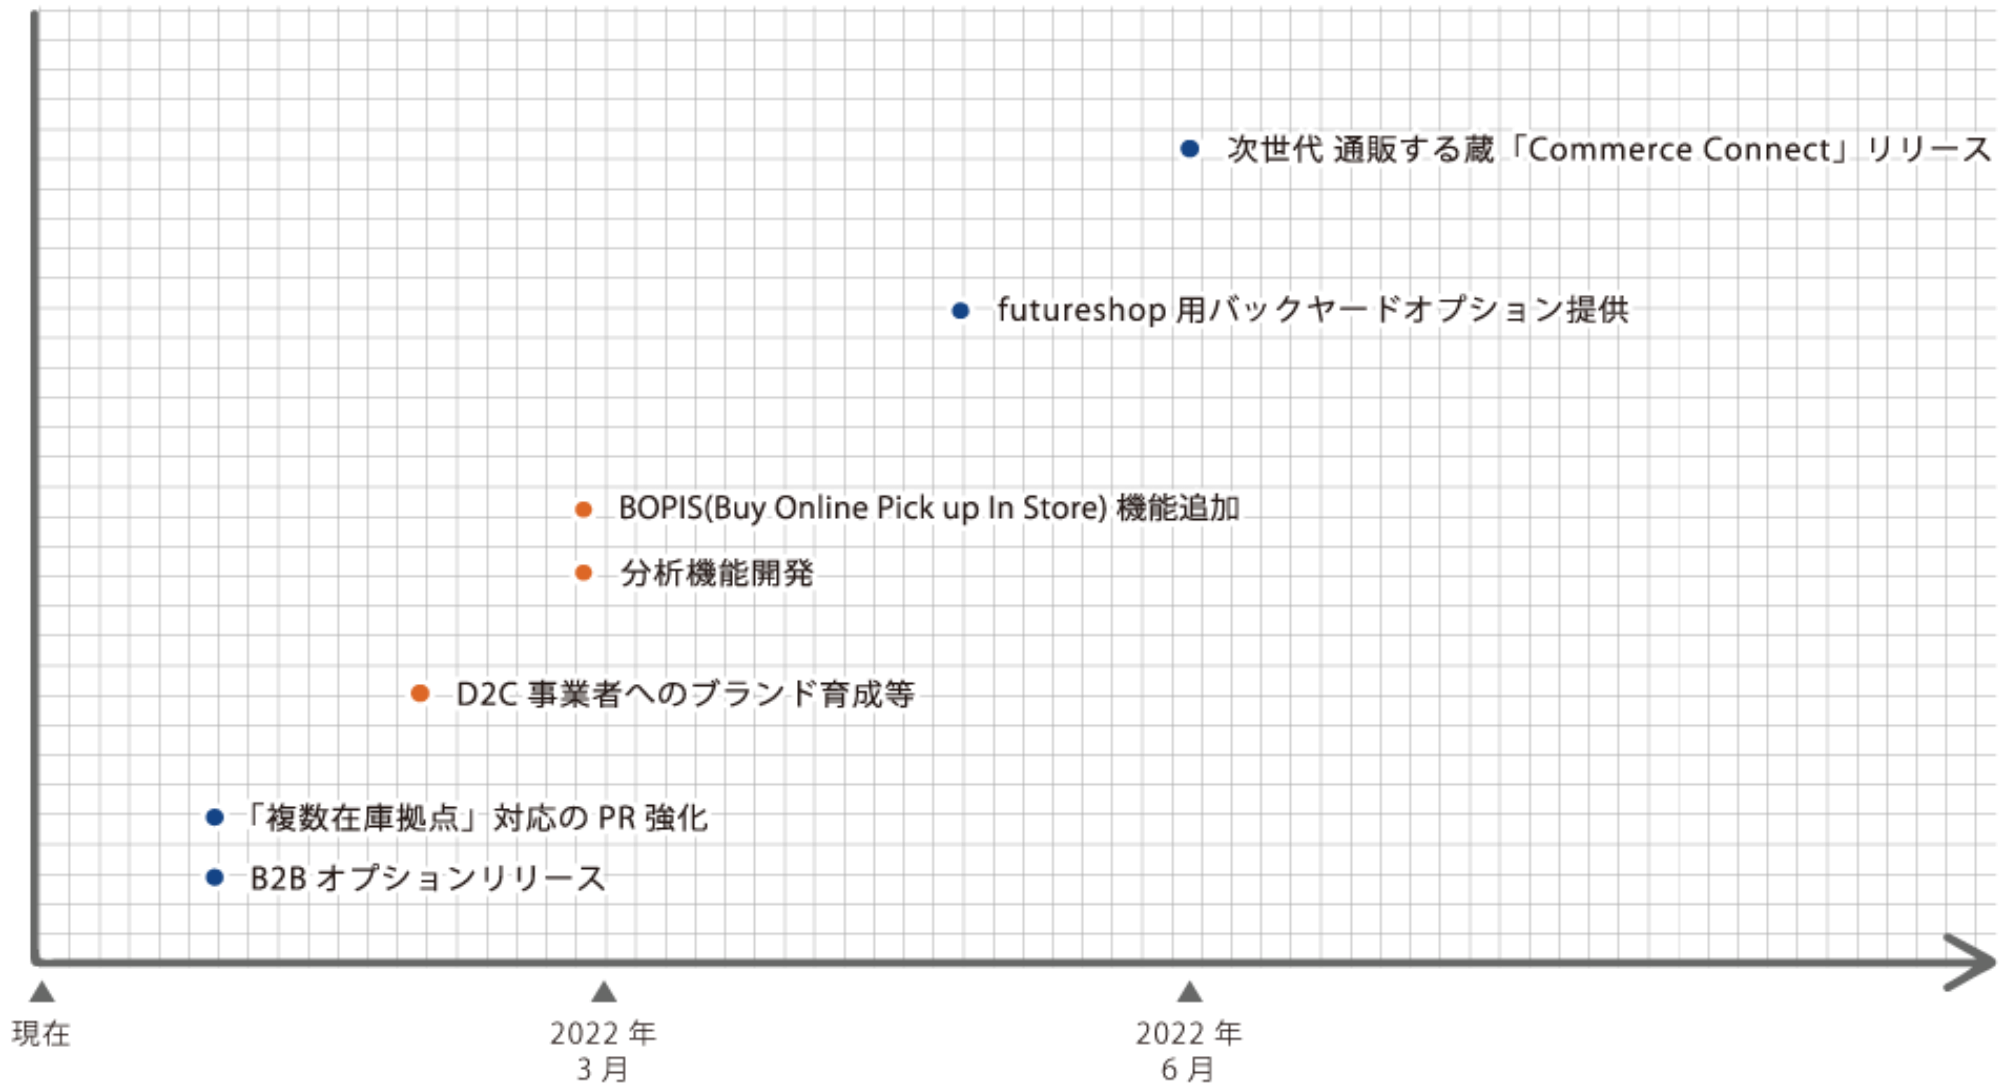 次世代 通販する蔵「Commerce Connect」リリース
futureshop 用バックヤードオプション提供
BOPIS(Buy Online Pick up In Store) 機能追加
分析機能開発
D2C 事業者へのブランド育成等
「複数在庫拠点」対応の PR 強化
B2B オプションリリース
現在
2022 年
3 月
2022 年
6 月